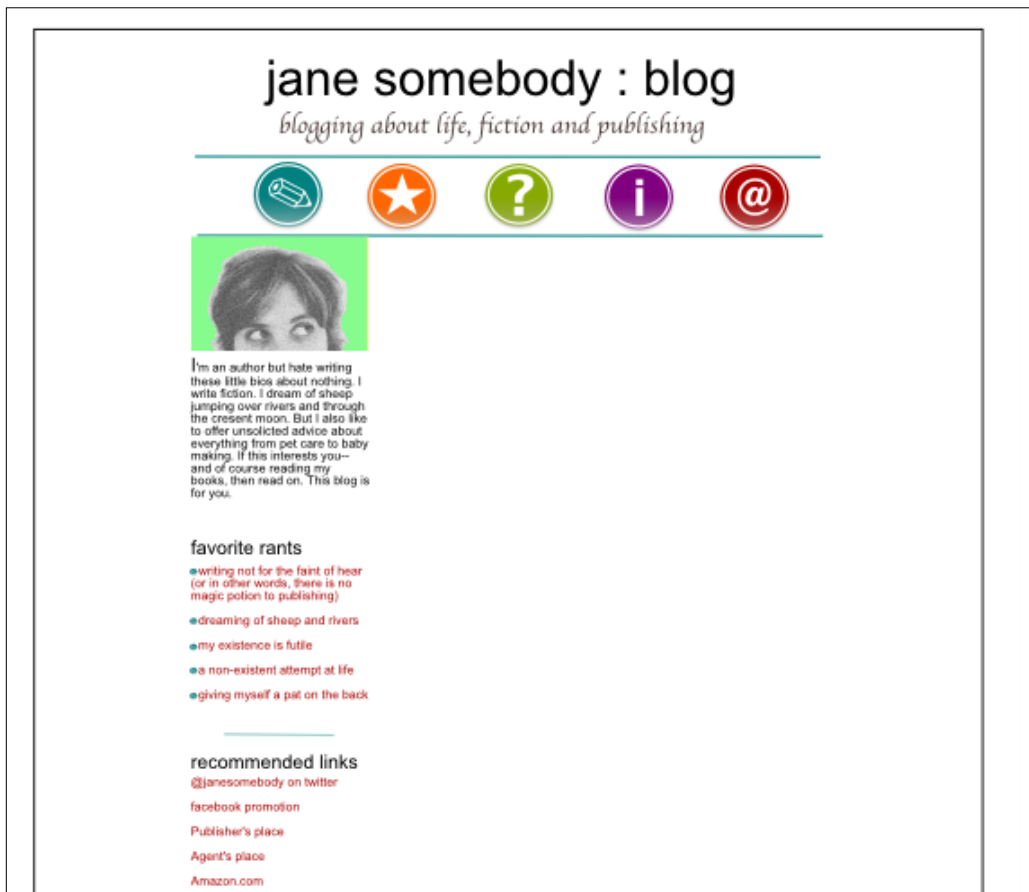 jane somebody : blog
blogging about life, fiction and publishing
? i @
I'm an author but hate writing
these little bios about nothing. I
write fiction. I dream of sheep
jumping over rivers and through
the cresent moon. But I also like
to offer unsolicted advice about
everything from pet care to baby
making. If this interests you--
and of course reading my
books, then read on. This blog is
for you.
favorite rants
writing not for the faint of hear
(or in other words, there is no
magic potion to publishing)
dreaming of sheep and rivers
my existence is futile
a non-existent attempt at life
giving myself a pat on the back
recommended links
@janesomebody on twitter
facebook promotion
Publisher's place
Agent's place
Amazon.com